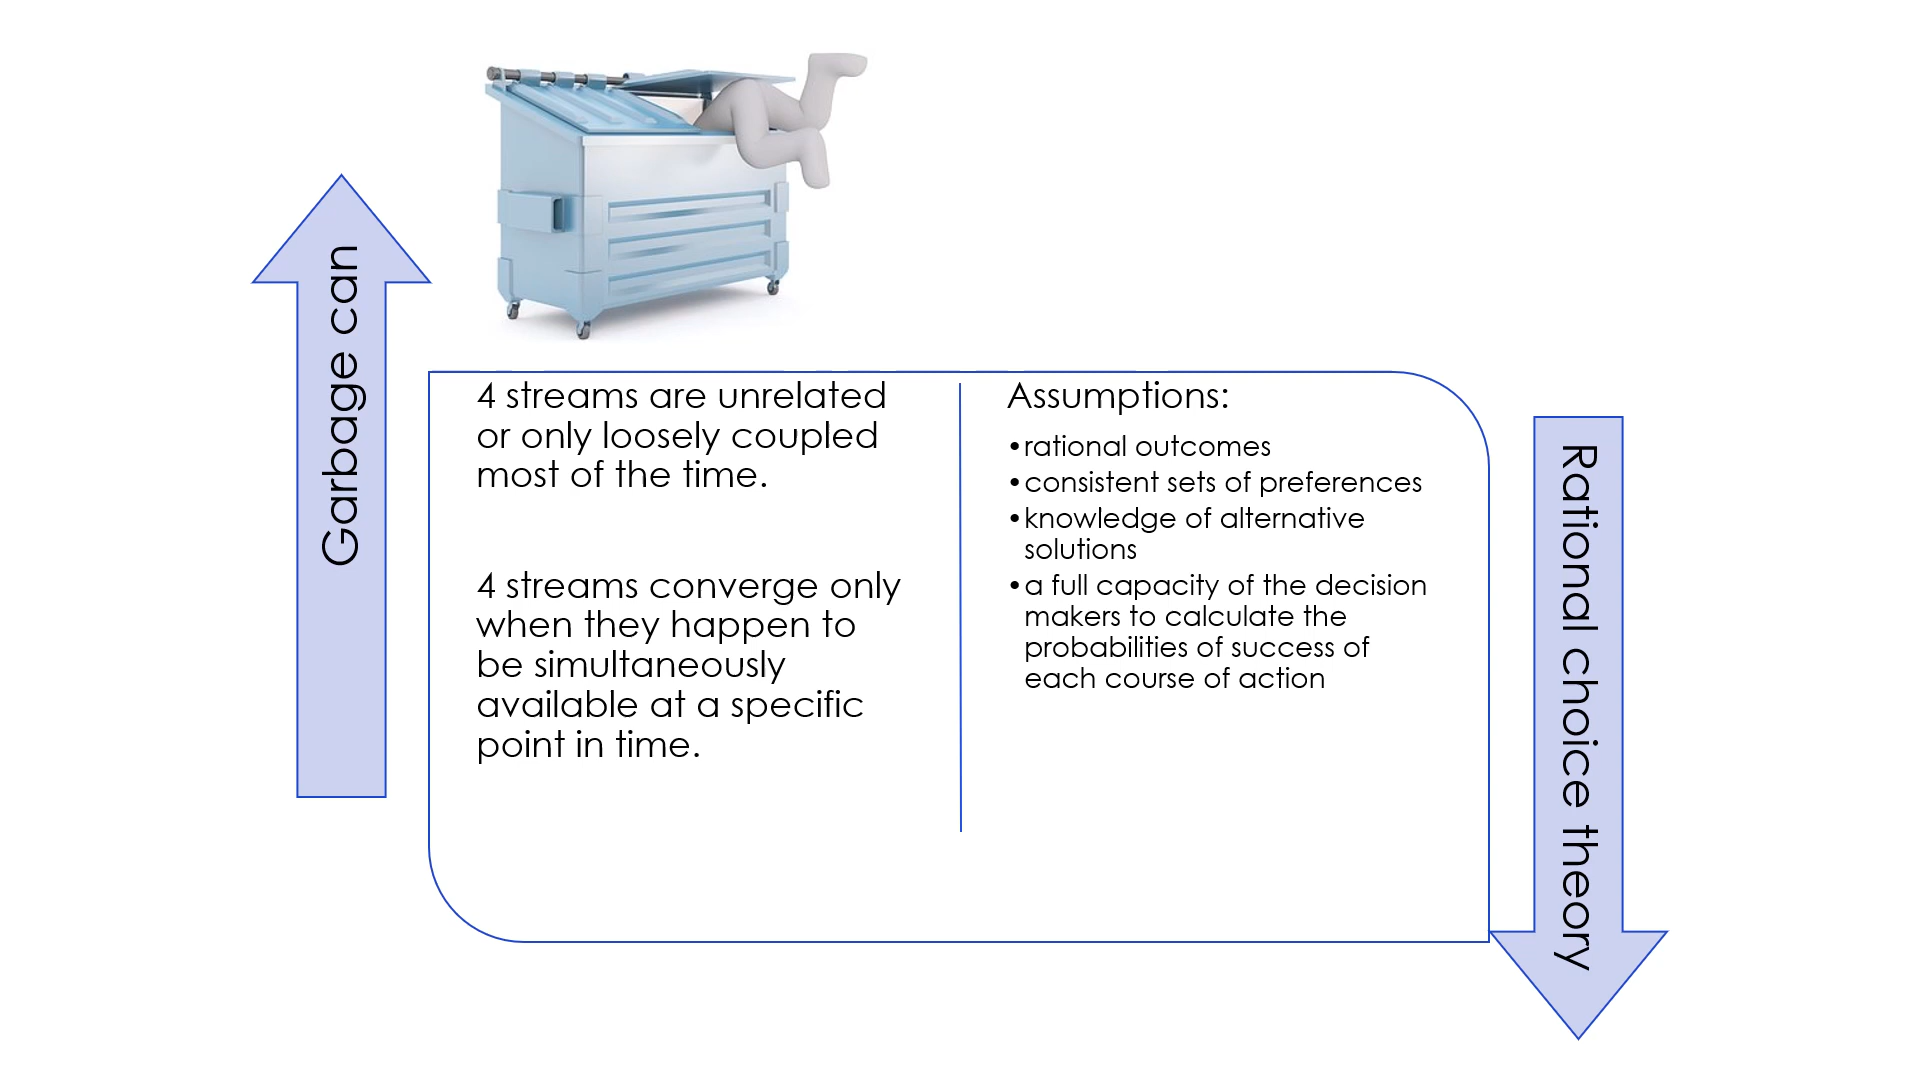 Garbage can
4 streams are unrelated
or only loosely coupled
most of the time.
4 streams converge only
when they happen to
be simultaneously
available at a specific
point in time.
Assumptions:
•rational outcomes
•consistent sets of preferences
•knowledge of alternative
solutions
•a full capacity of the decision
makers to calculate the
probabilities of success of
each course of action
Rational choice theory